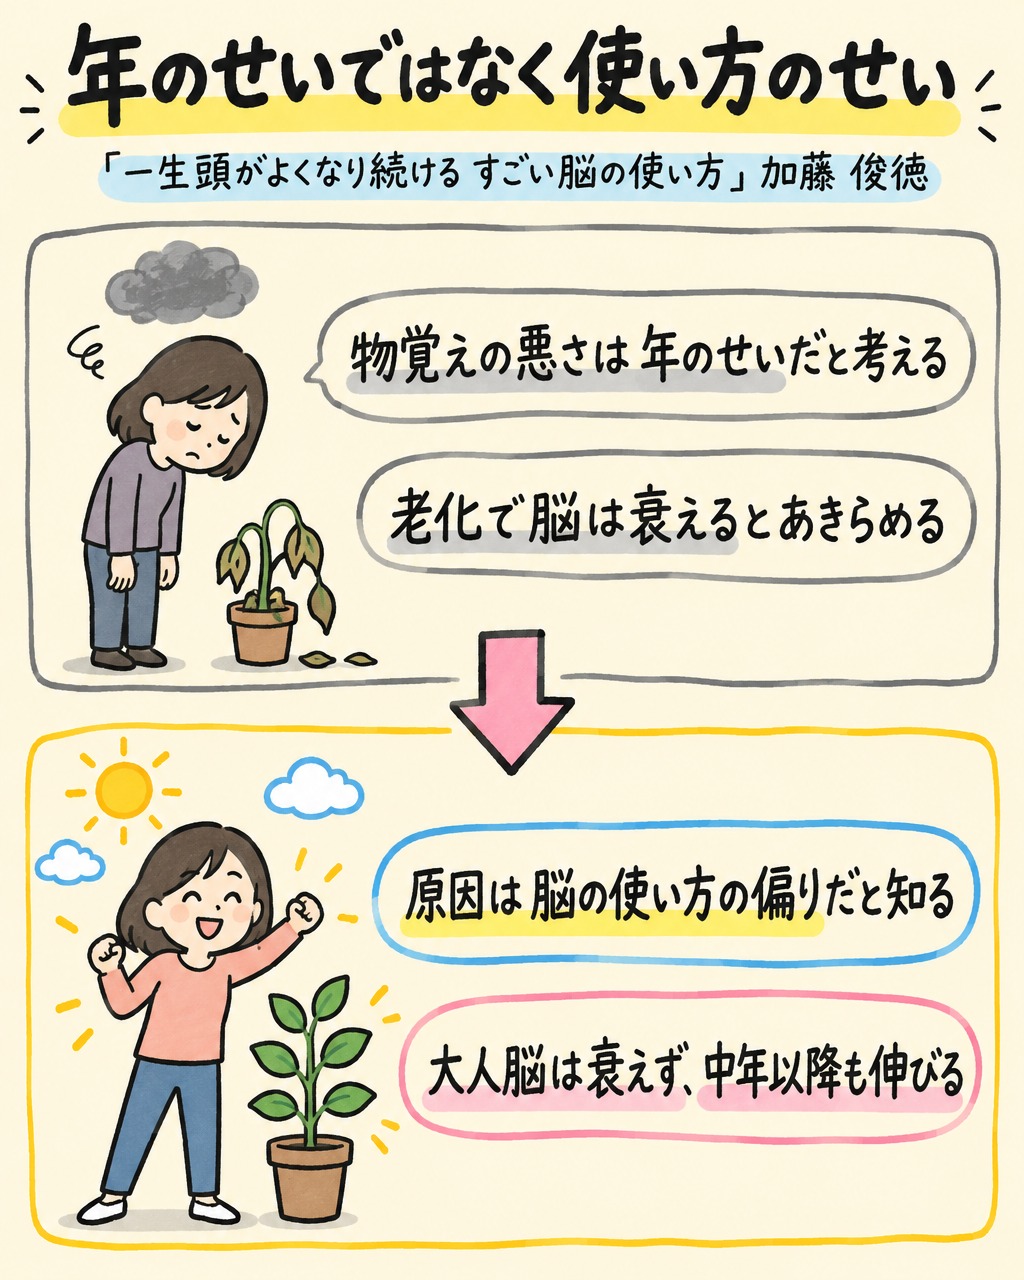 年のせいではなく使い方のせい
「一生頭がよくなり続ける すごい脳の使い方」 加藤 俊徳
物覚えの悪さは 年のせいだと考える
老化で脳は衰えるとあきらめる
原因は 脳の使い方の偏りだと知る
大人脳は衰えず、中年以降も伸びる